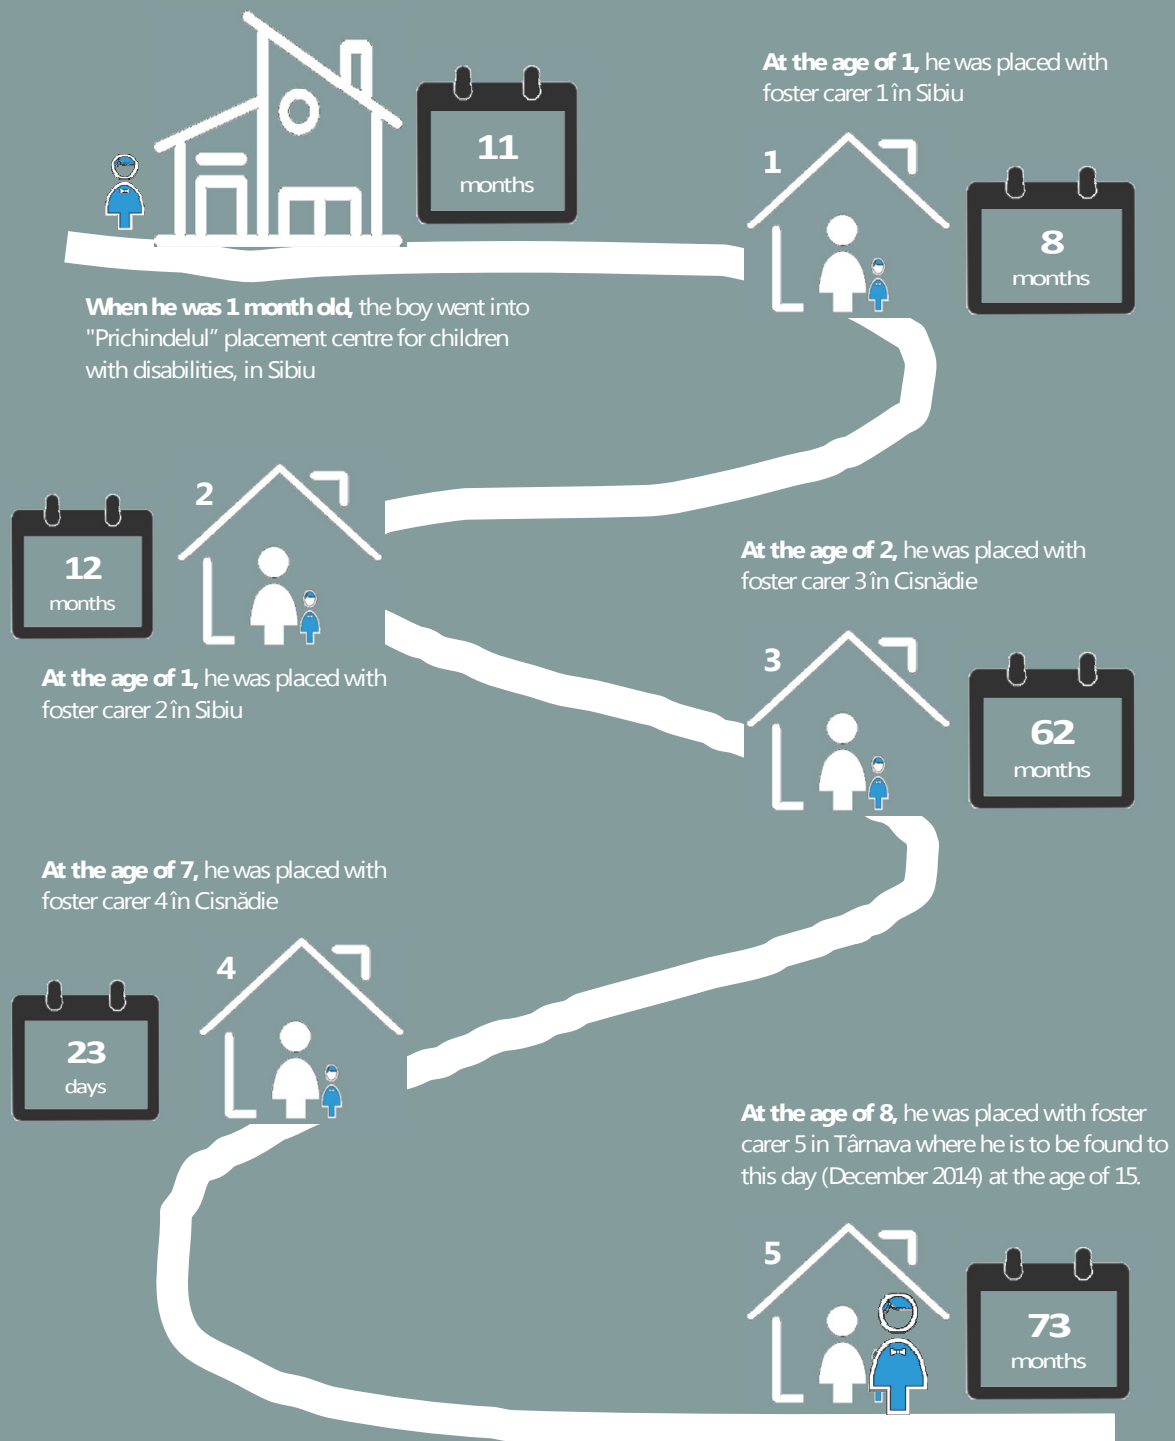 11
months
When he was 1 month old, the boy went into
"Prichindelul” placement centre for children
with disabilities, in Sibiu
At the age of 1, he was placed with
foster carer 1 în Sibiu
1
8
months
2
12
months
At the age of 1, he was placed with
foster carer 2 în Sibiu
At the age of 2, he was placed with
foster carer 3 în Cisnădie
3
62
months
At the age of 7, he was placed with
foster carer 4 în Cisnădie
4
23
days
At the age of 8, he was placed with foster
carer 5 in Târnava where he is to be found to
this day (December 2014) at the age of 15.
5
73
months